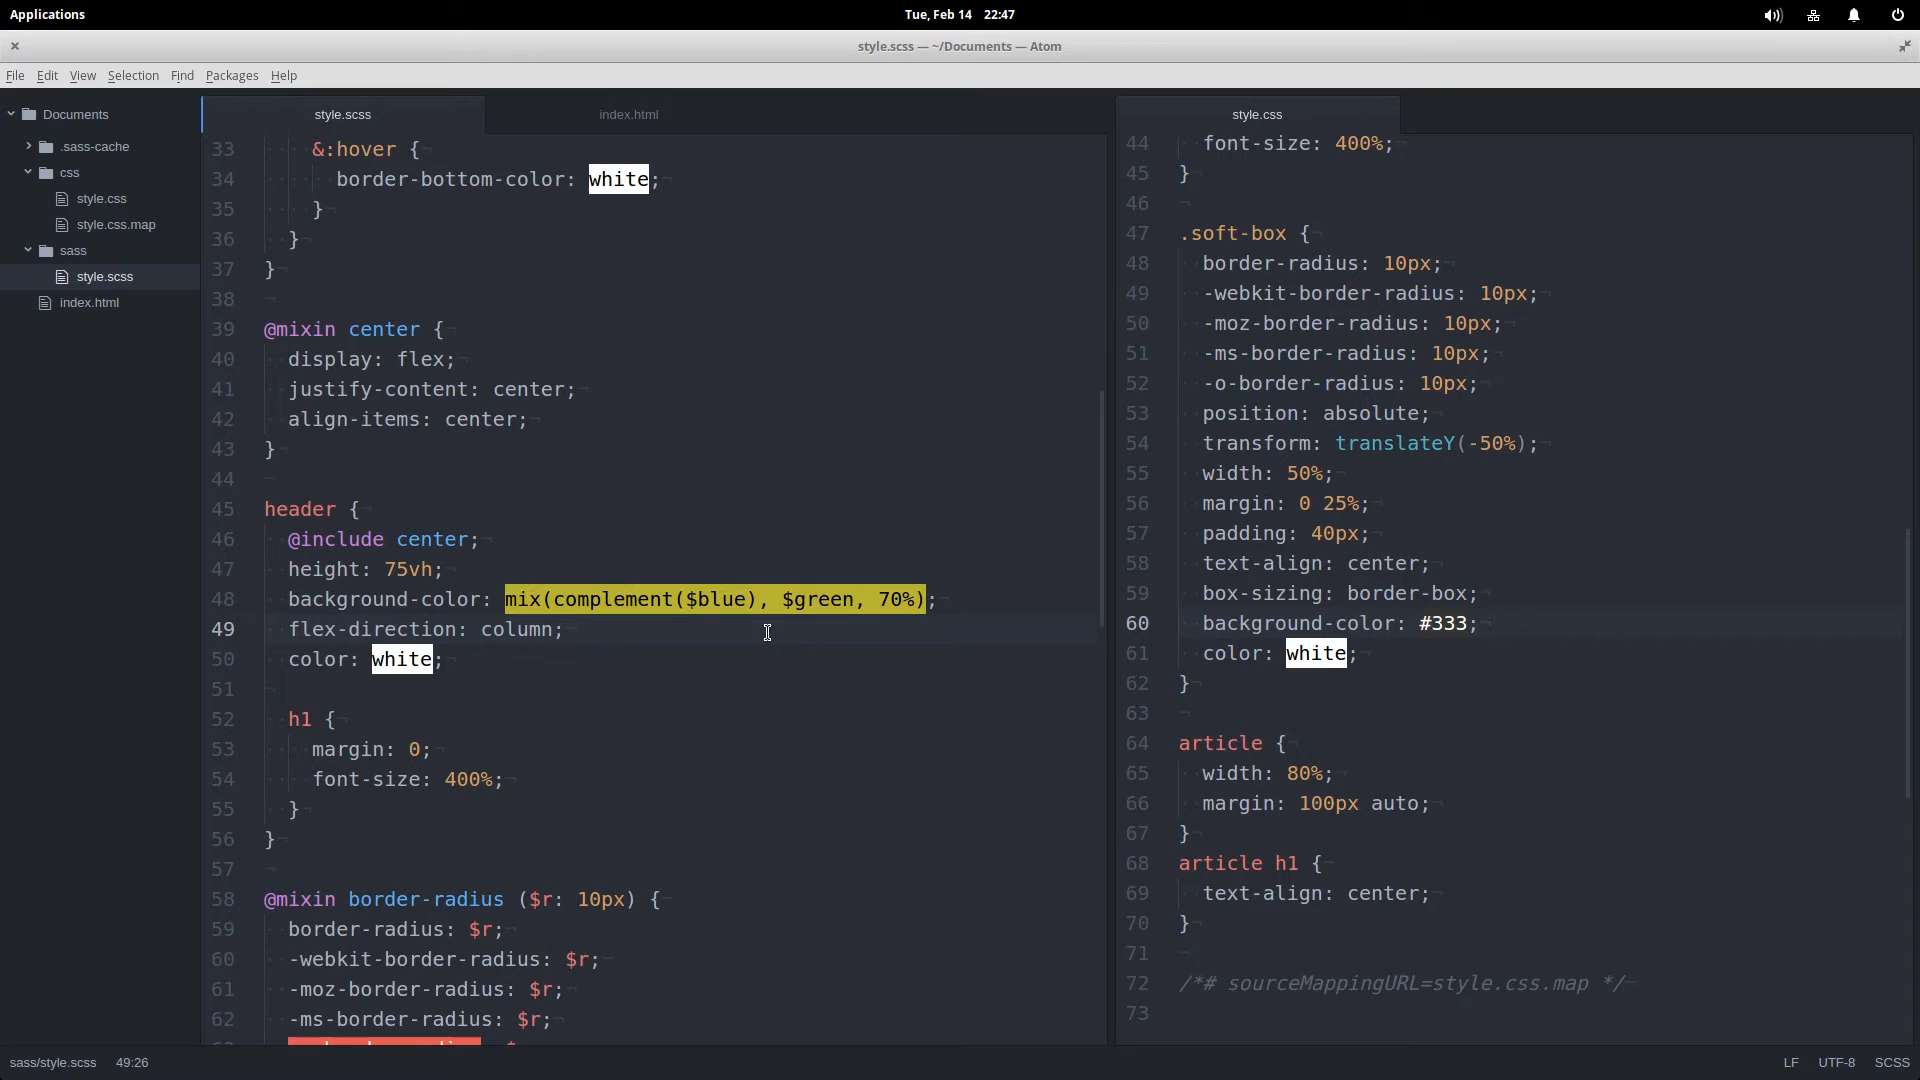 Applications
Tue, Feb 14 22:47
style.scss — ~/Documents — Atom
File Edit View Selection Find Packages Help
Documents
.sass-cache
css
style.css
style.css.map
sass
style.scss
index.html
style.scss
index.html
33 &:hover {
34 border-bottom-color: white;
35 }
36 }
37 }
38
39 @mixin center {
40 display: flex;
41 justify-content: center;
42 align-items: center;
43 }
44
45 header {
46 @include center;
47 height: 75vh;
48 background-color: mix(complement($blue), $green, 70%);
49 flex-direction: column;
50 color: white;
51
52 h1 {
53 margin: 0;
54 font-size: 400%;
55 }
56 }
57
58 @mixin border-radius ($r: 10px) {
59 border-radius: $r;
60 -webkit-border-radius: $r;
61 -moz-border-radius: $r;
62 -ms-border-radius: $r;
style.css
44 font-size: 400%;
45 }
46
47 .soft-box {
48 border-radius: 10px;
49 -webkit-border-radius: 10px;
50 -moz-border-radius: 10px;
51 -ms-border-radius: 10px;
52 -o-border-radius: 10px;
53 position: absolute;
54 transform: translateY(-50%);
55 width: 50%;
56 margin: 0 25%;
57 padding: 40px;
58 text-align: center;
59 box-sizing: border-box;
60 background-color: #333;
61 color: white;
62 }
63
64 article {
65 width: 80%;
66 margin: 100px auto;
67 }
68 article h1 {
69 text-align: center;
70 }
71
72 /*# sourceMappingURL=style.css.map */
73
sass/style.scss 49:26
LF UTF-8 SCSS